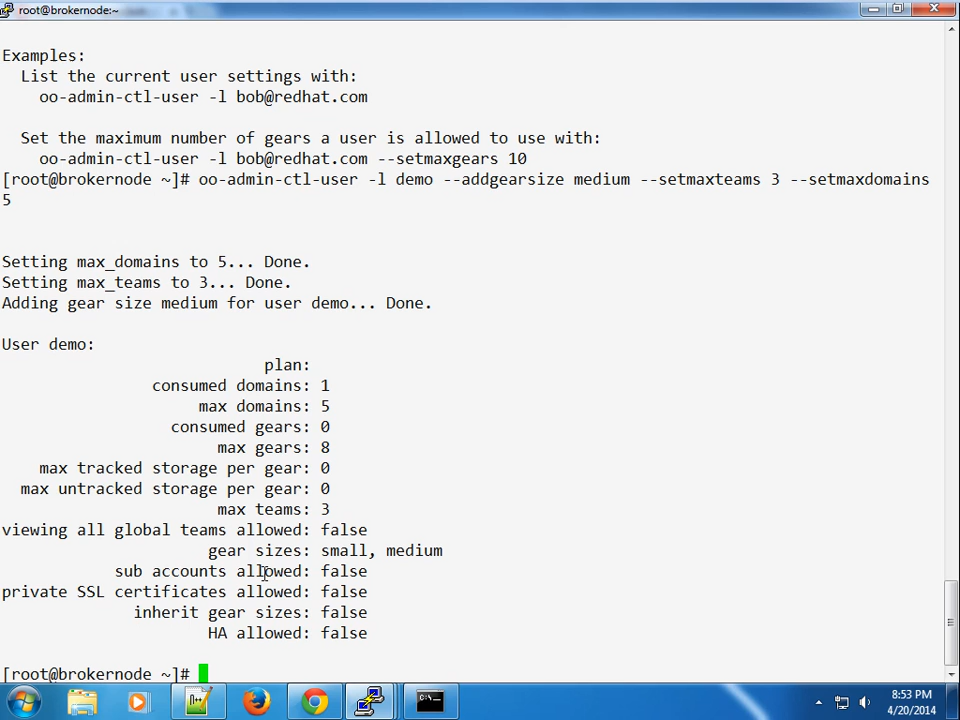 root@brokernode:~
Examples:
List the current user settings with:
oo-admin-ctl-user -l bob@redhat.com
Set the maximum number of gears a user is allowed to use with:
oo-admin-ctl-user -l bob@redhat.com --setmaxgears 10
[root@brokernode ~]# oo-admin-ctl-user -l demo --addgearsize medium --setmaxteams 3 --setmaxdomains
5
Setting max_domains to 5... Done.
Setting max_teams to 3... Done.
Adding gear size medium for user demo... Done.
User demo:
plan:
consumed domains: 1
max domains: 5
consumed gears: 0
max gears: 8
max tracked storage per gear: 0
max untracked storage per gear: 0
max teams: 3
viewing all global teams allowed: false
gear sizes: small, medium
sub accounts allowed: false
private SSL certificates allowed: false
inherit gear sizes: false
HA allowed: false
[root@brokernode ~]#
8:53 PM
4/20/2014